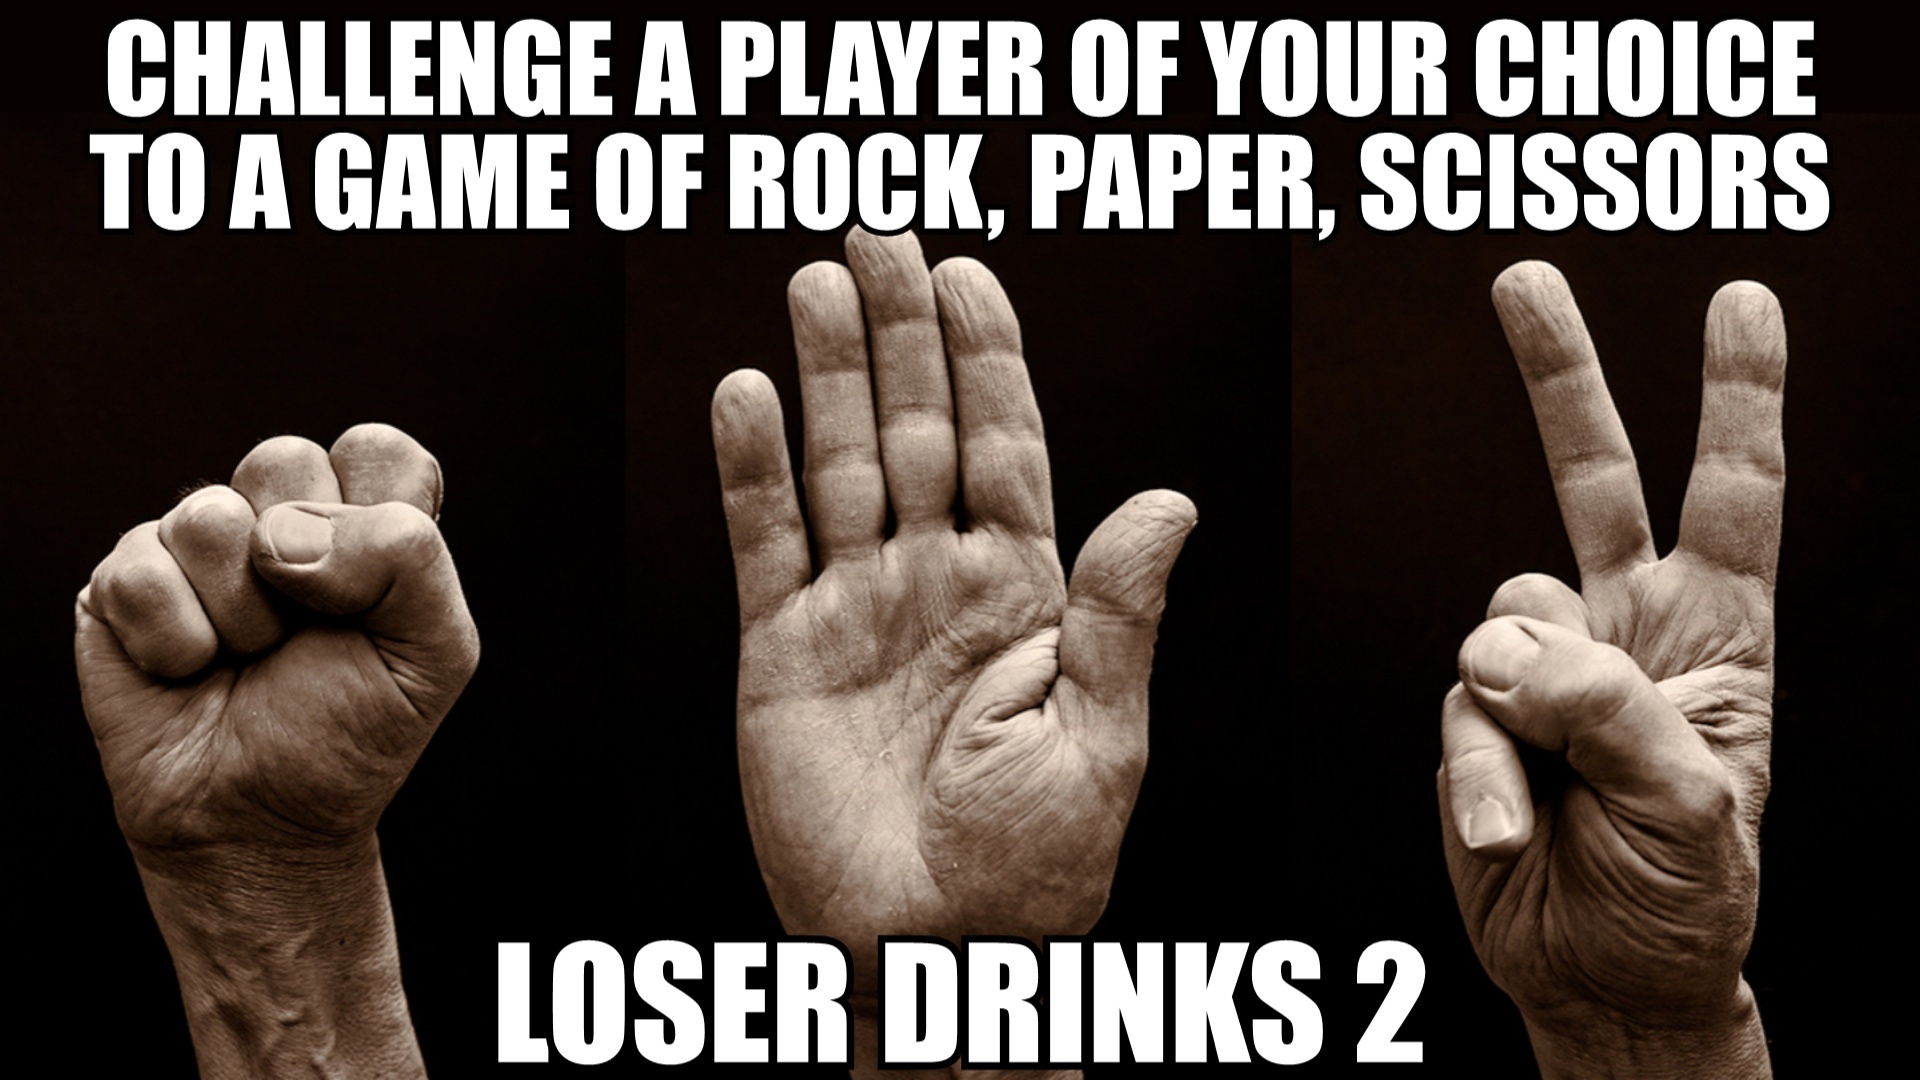 CHALLENGE A PLAYER OF YOUR CHOICE
TO A GAME OF ROCK, PAPER, SCISSORS
LOSER DRINKS 2